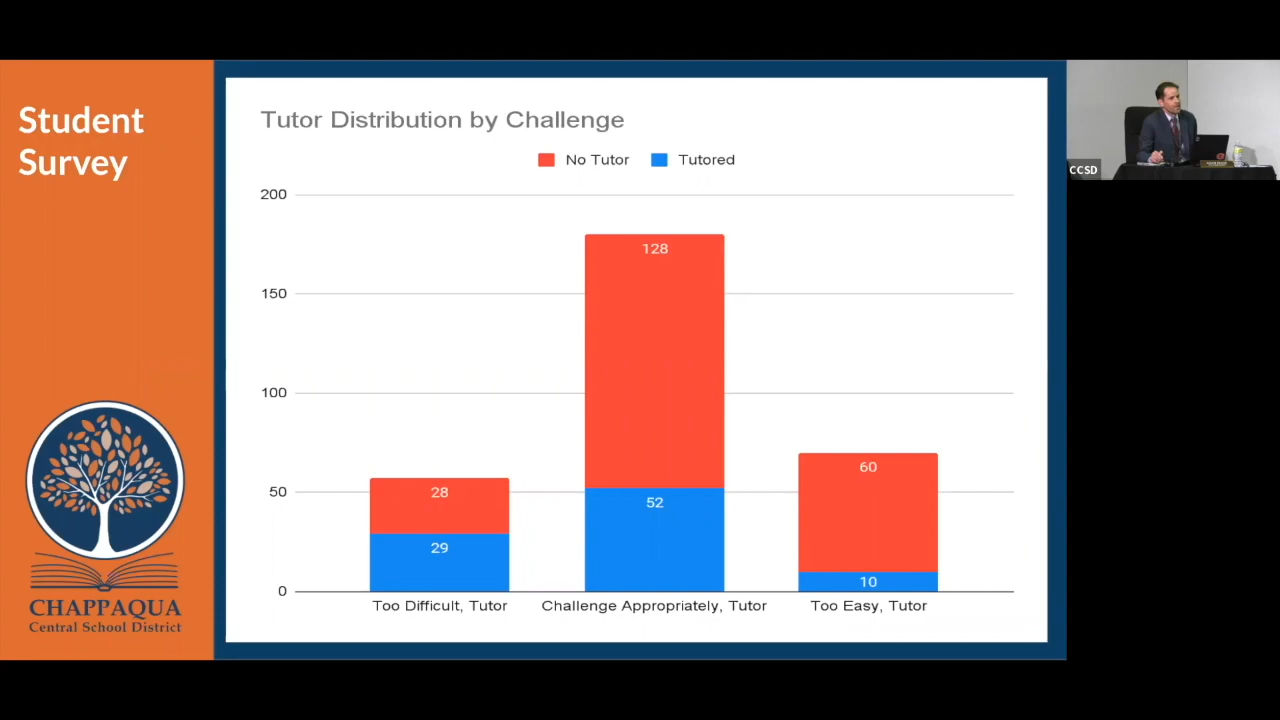 Student
Survey
Tutor Distribution by Challenge
No Tutor
Tutored
200
150
100
50
0
128
28
29
52
60
10
Too Difficult, Tutor
Challenge Appropriately, Tutor
Too Easy, Tutor
CHAPPAQUA
Central School District
CCSD